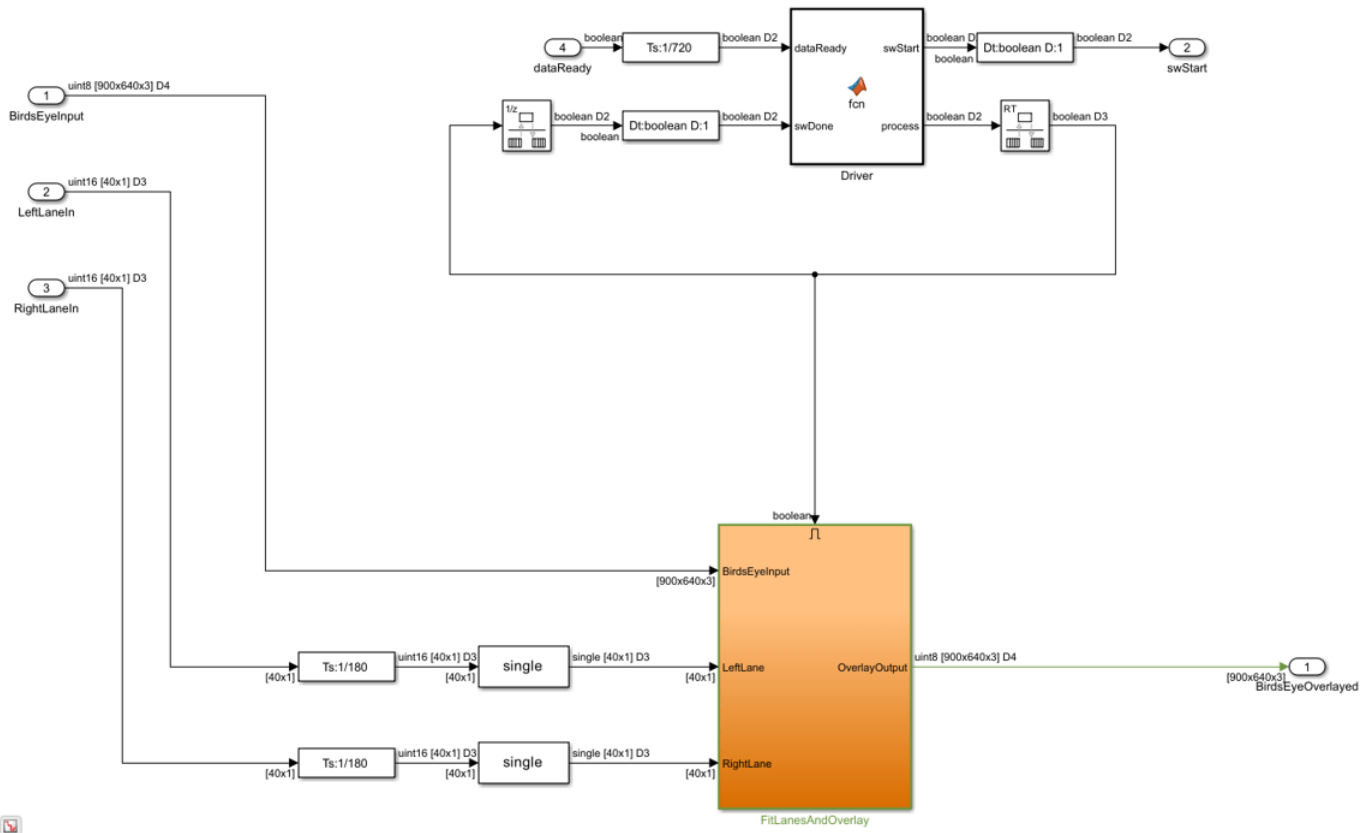 4
boolean
Ts:1/720
boolean D2
dataReady
swStart
boolean D
boolean
Dt:boolean D:1
boolean D2
2
dataReady
swStart
fcn
uint8 [900x640x3] D4
1
BirdsEyeInput
1/z
boolean D2
boolean
Dt:boolean D:1
boolean D2
swDone
process
boolean D2
RT
boolean D3
Driver
uint16 [40x1] D3
2
LeftLaneIn
uint16 [40x1] D3
3
RightLaneIn
boolean
BirdsEyeInput
[900x640x3]
Ts:1/180
[40x1]
uint16 [40x1] D3
[40x1]
single
single [40x1] D3
[40x1]
LeftLane
OverlayOutput
uint8 [900x640x3] D4
[900x640x3]
1
BirdsEyeOverlayed
Ts:1/180
[40x1]
uint16 [40x1] D3
[40x1]
single
single [40x1] D3
[40x1]
RightLane
FitLanesAndOverlay